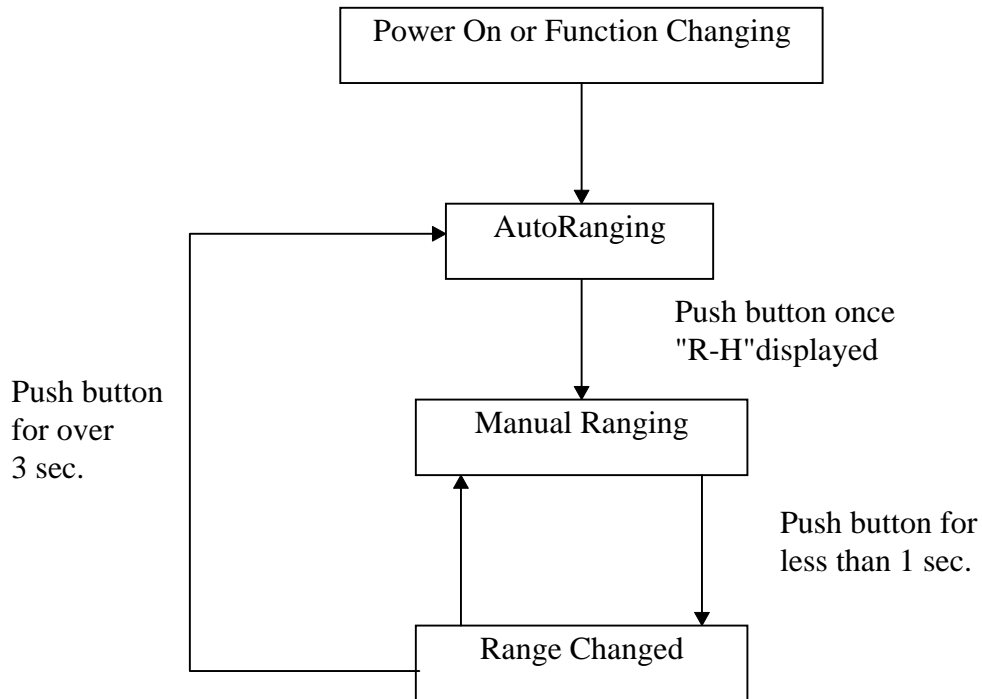 Power On or Function Changing
AutoRanging
Push button once
"R-H"displayed
Push button
for over
3 sec.
Manual Ranging
Push button for
less than 1 sec.
Range Changed